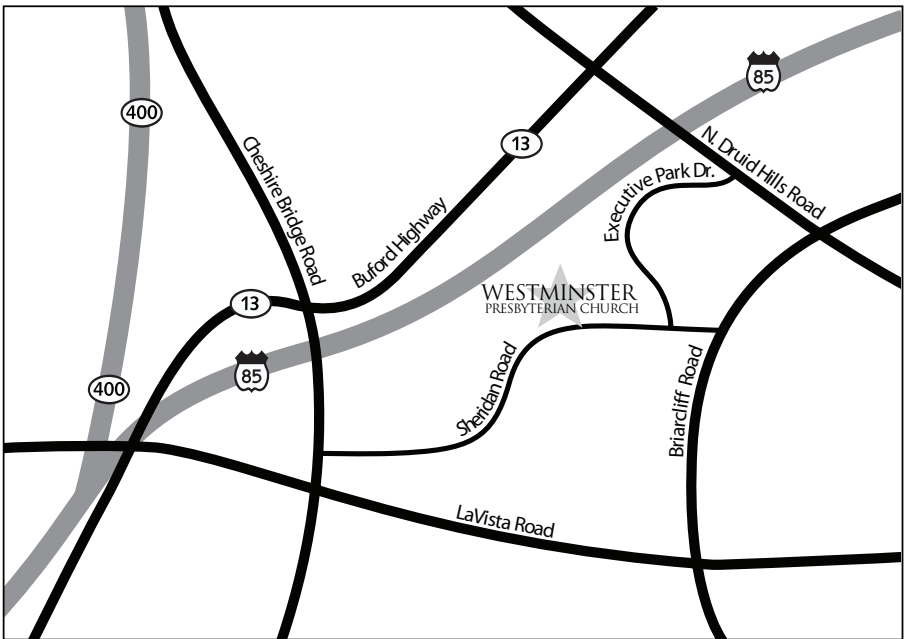 400
85
13
N. Druid Hills Road
Cheshire Bridge Road
Executive Park Dr.
Buford Highway
WESTMINSTER
PRESBYTERIAN CHURCH
13
85
400
Sheridan Road
Briarcliff Road
LaVista Road